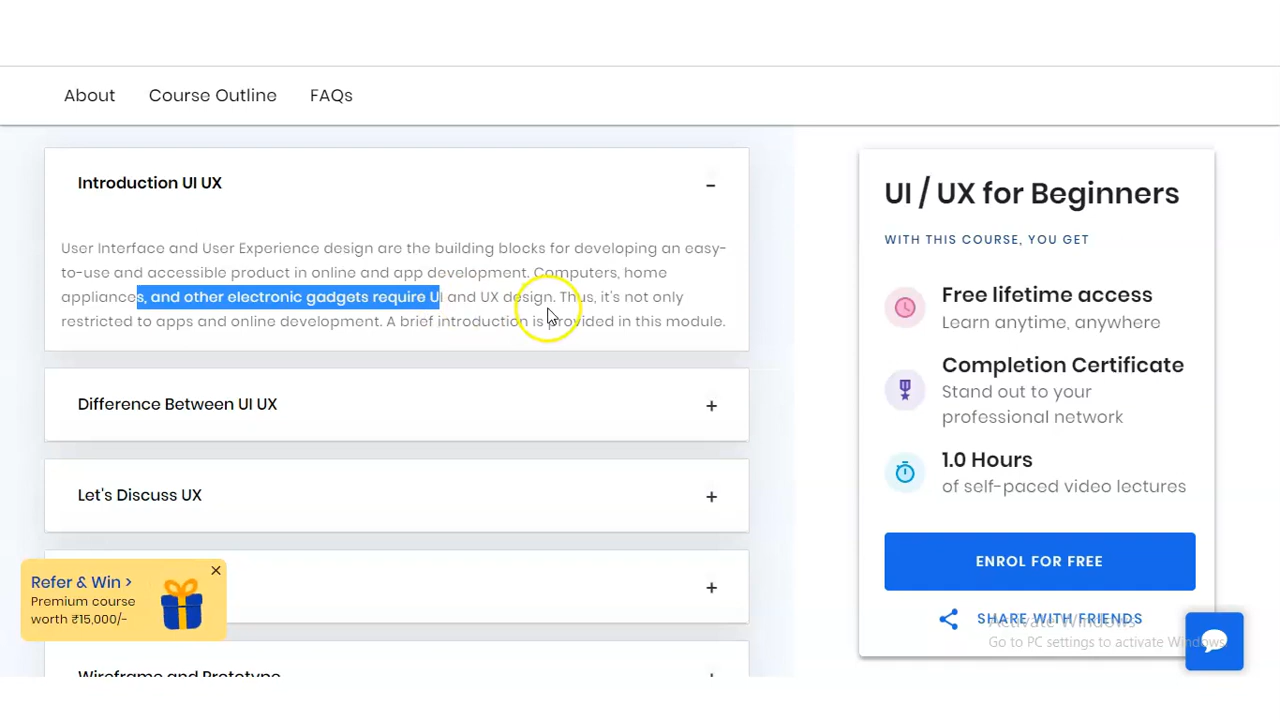 About Course Outline FAQs
Introduction UI UX
User Interface and User Experience design are the building blocks for developing an easy-
to-use and accessible product in online and app development. Computers, home
appliances, and other electronic gadgets require UI and UX design. Thus, it's not only
restricted to apps and online development. A brief introduction is provided in this module.
Difference Between UI UX
Let's Discuss UX
Wireframe and Prototype
Refer & Win >
Premium course
worth ₹15,000/-
UI / UX for Beginners
WITH THIS COURSE, YOU GET
Free lifetime access
Learn anytime, anywhere
Completion Certificate
Stand out to your
professional network
1.0 Hours
of self-paced video lectures
ENROL FOR FREE
SHARE WITH FRIENDS
Activate Windows
Go to PC settings to activate Windows.